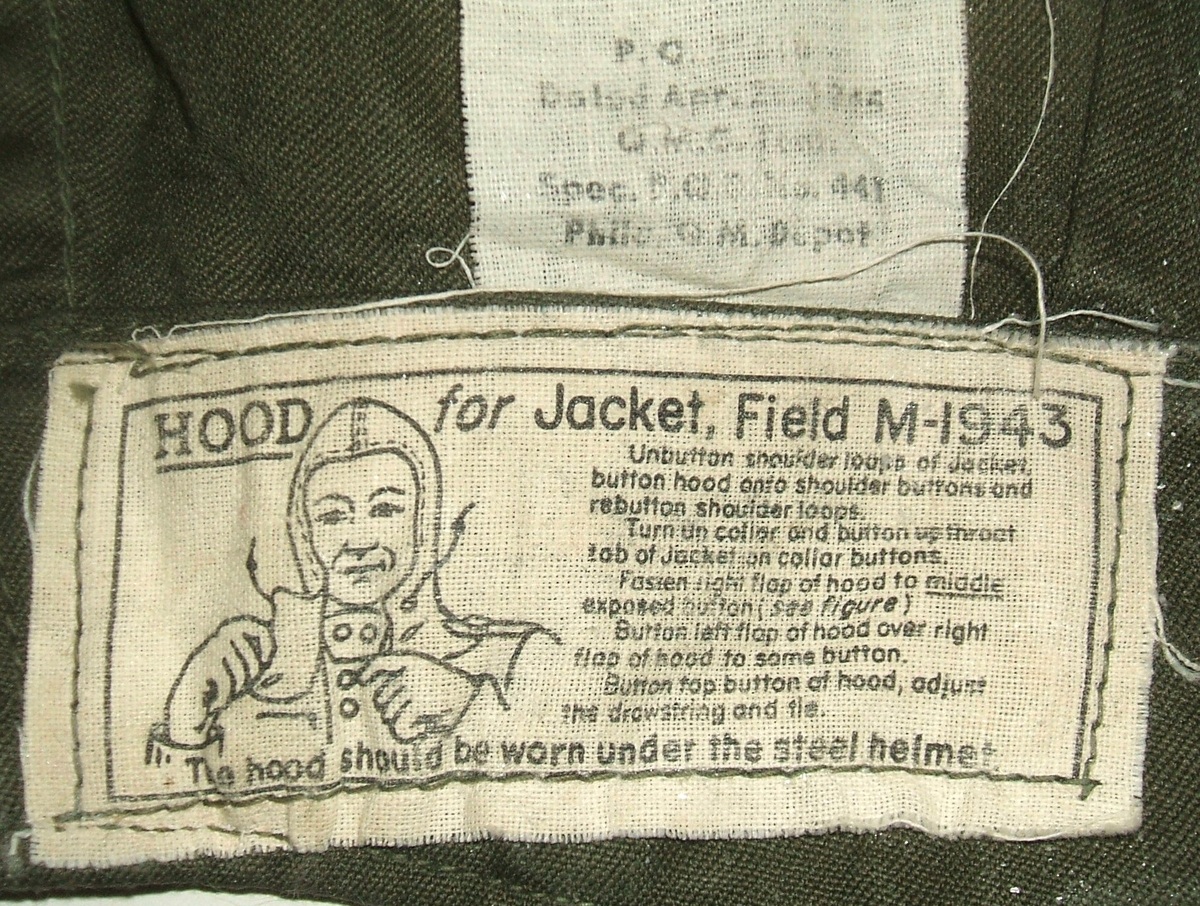 P. O.
Dated Apr.
Q.M.C.
Spec. P.Q.D. No. 441
Phila. Q.M. Depot
HOOD for Jacket, Field M-1943
Unbutton shoulder loops of Jacket,
button hood onto shoulder buttons and
rebutton shoulder loops.
Turn up collar and button up throat
tab of Jacket on collar buttons.
Fasten right flap of hood to middle
exposed button (see figure)
Button left flap of hood over right
flap of hood to same button.
Button top button of hood, adjust
the drawstring and tie.
The hood should be worn under the steel helmet.